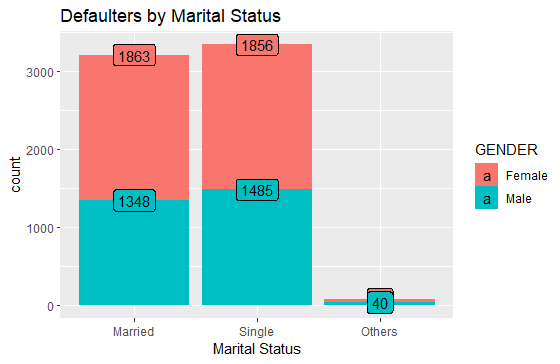 Defaulters by Marital Status
1863
1856
3000
GENDER
2000
count
a Female
1485
a Male
1348
1000
40
0
Married Single Others
Marital Status